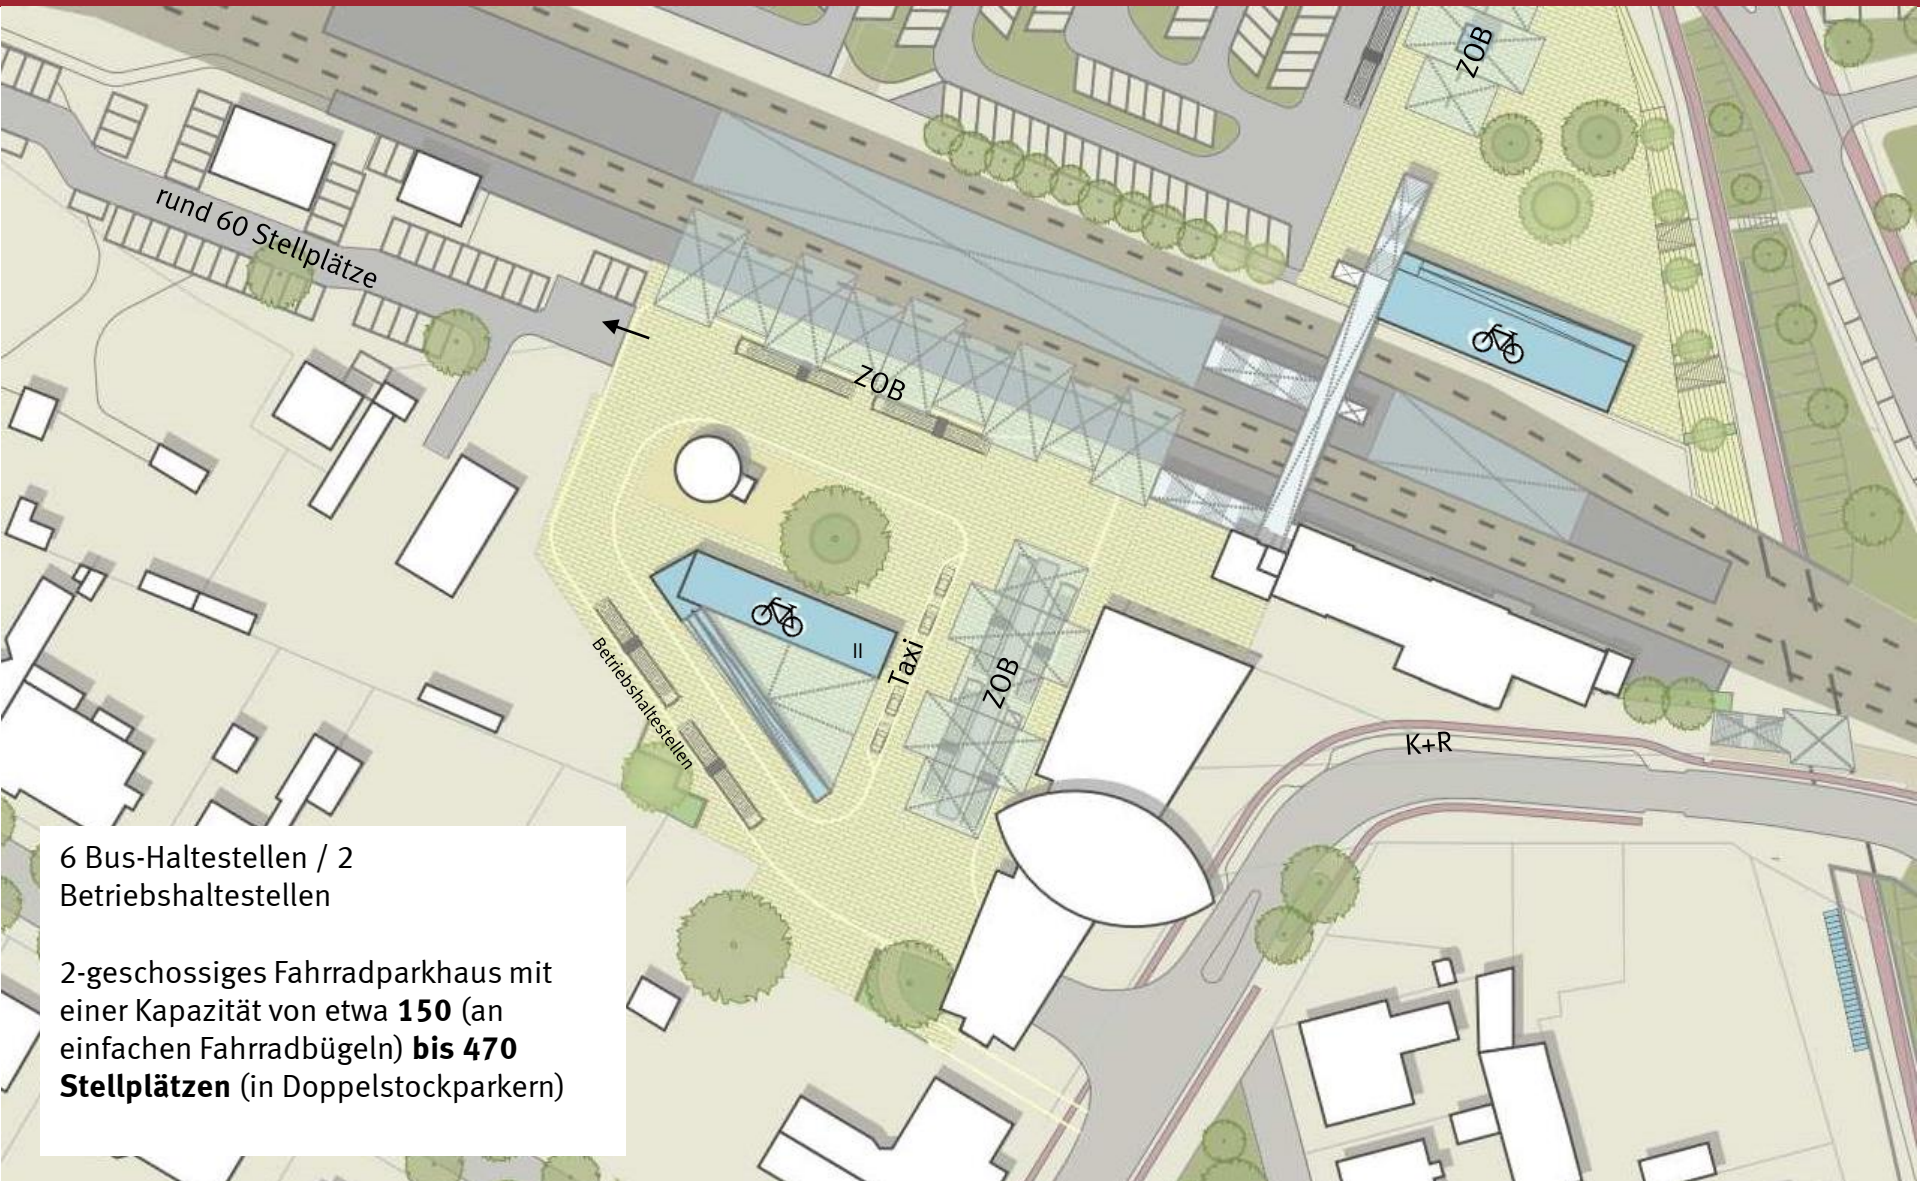 ZOB
rund 60 Stellplätze
ZOB
Betriebshaltestellen
II
Taxi
ZOB
K+R
6 Bus-Haltestellen / 2
Betriebshaltestellen
2-geschossiges Fahrradparkhaus mit
einer Kapazität von etwa 150 (an
einfachen Fahrradbügeln) bis 470
Stellplätzen (in Doppelstockparkern)